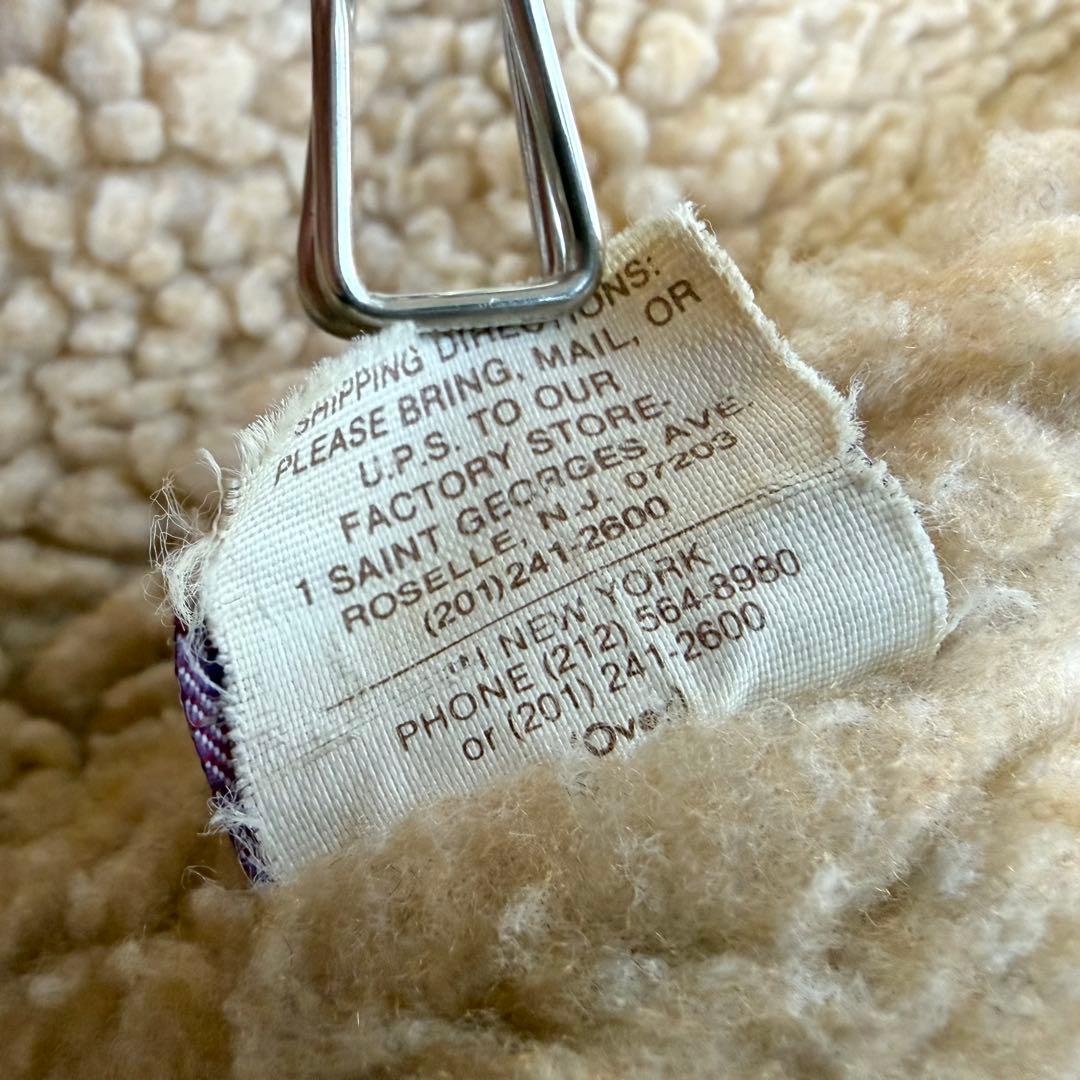 SHIPPING DIRECTIONS:
PLEASE BRING, MAIL, OR
U.P.S. TO OUR
FACTORY STORE-
1 SAINT GEORGES AVE.
ROSELLE, N.J. 07203
(201) 241-2600
NEW YORK
PHONE (212) 564-8980
or (201) 241-2600